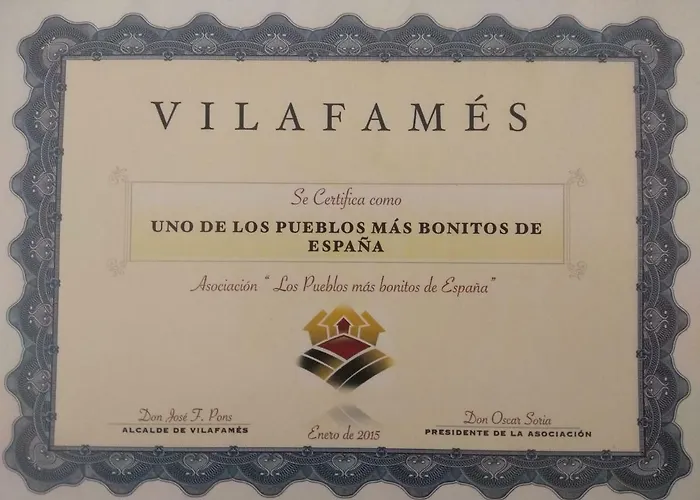 VILAFAMÉS
Se Certifica como
UNO DE LOS PUEBLOS MÁS BONITOS DE
ESPAÑA
Asociación “ Los Pueblos más bonitos de España”
Don José F. Pons
ALCALDE DE VILAFAMÉS
Enero de 2015
Don Oscar Soria
PRESIDENTE DE LA ASOCIACIÓN